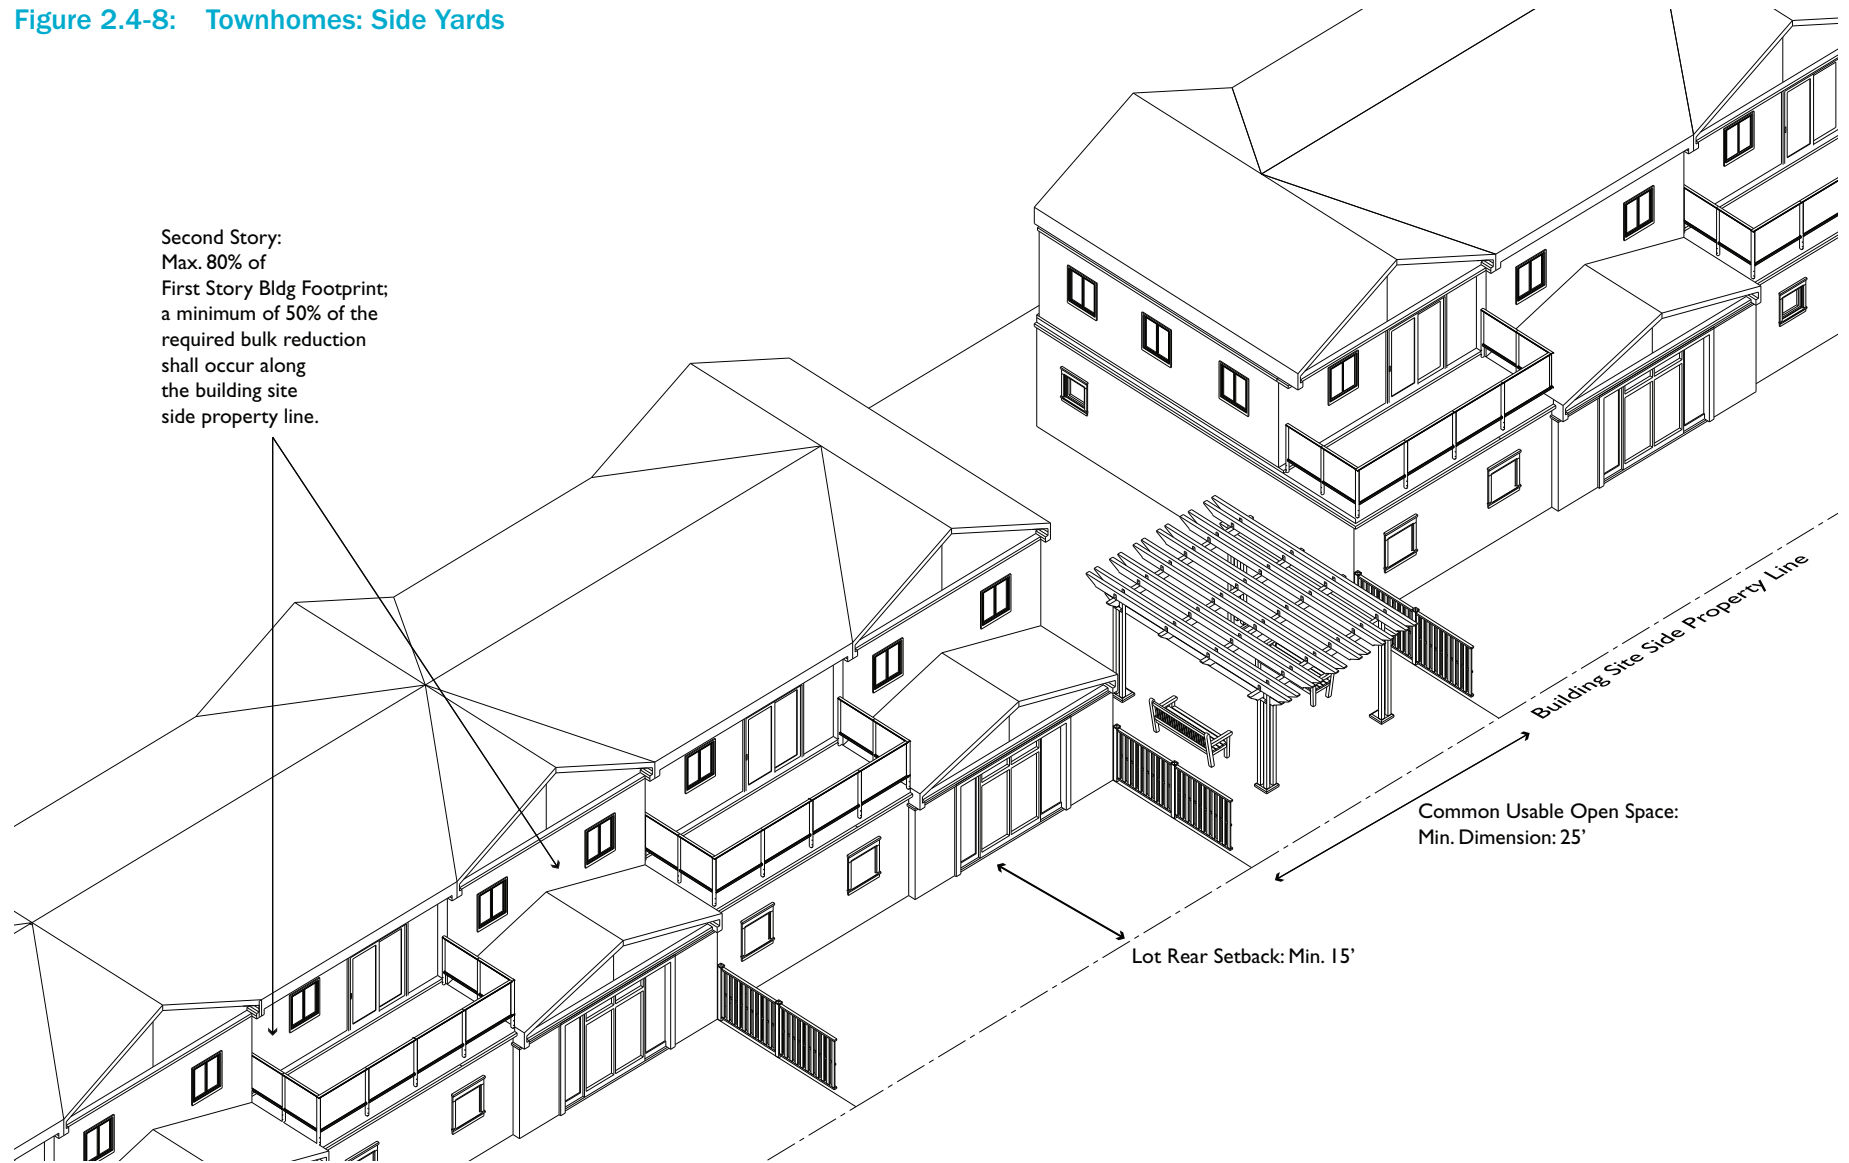 Figure 2.4-8: Townhomes: Side Yards
Second Story:
Max. 80% of
First Story Bldg Footprint;
a minimum of 50% of the
required bulk reduction
shall occur along
the building site
side property line.
Building Site Side Property Line
Common Usable Open Space:
Min. Dimension: 25’
Lot Rear Setback: Min. 15’